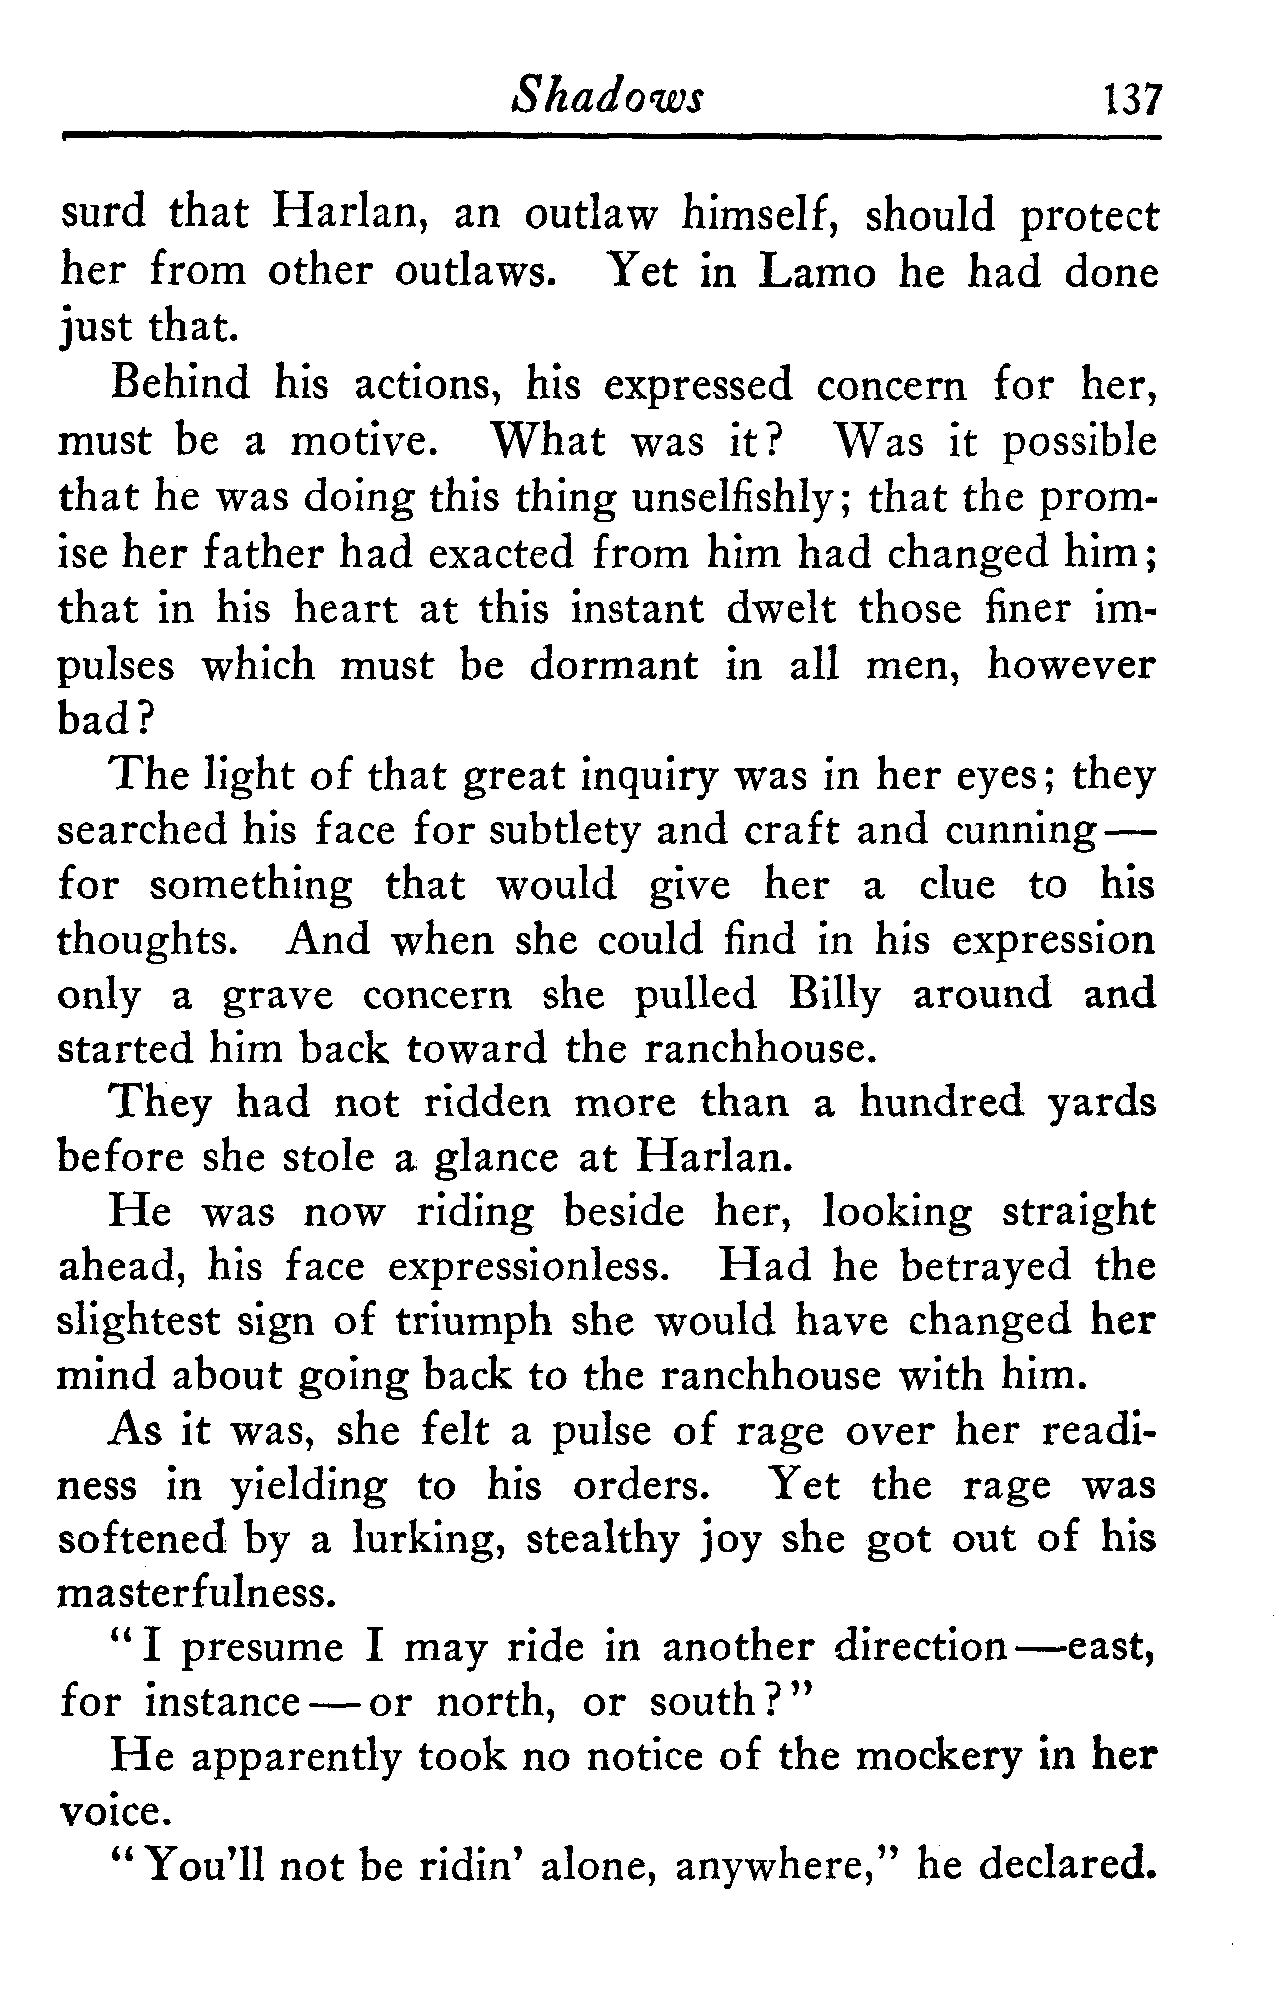 Shadows 137
surd that Harlan, an outlaw himself, should protect
her from other outlaws. Yet in Lamo he had done
just that.
Behind his actions, his expressed concern for her,
must be a motive. What was it? Was it possible
that he was doing this thing unselfishly; that the prom-
ise her father had exacted from him had changed him;
that in his heart at this instant dwelt those finer im-
pulses which must be dormant in all men, however
bad?
The light of that great inquiry was in her eyes; they
searched his face for subtlety and craft and cunning—
for something that would give her a clue to his
thoughts. And when she could find in his expression
only a grave concern she pulled Billy around and
started him back toward the ranchhouse.
They had not ridden more than a hundred yards
before she stole a glance at Harlan.
He was now riding beside her, looking straight
ahead, his face expressionless. Had he betrayed the
slightest sign of triumph she would have changed her
mind about going back to the ranchhouse with him.
As it was, she felt a pulse of rage over her readi-
ness in yielding to his orders. Yet the rage was
softened by a lurking, stealthy joy she got out of his
masterfulness.
"I presume I may ride in another direction—east,
for instance—or north, or south?"
He apparently took no notice of the mockery in her
voice.
"You'll not be ridin' alone, anywhere," he declared.